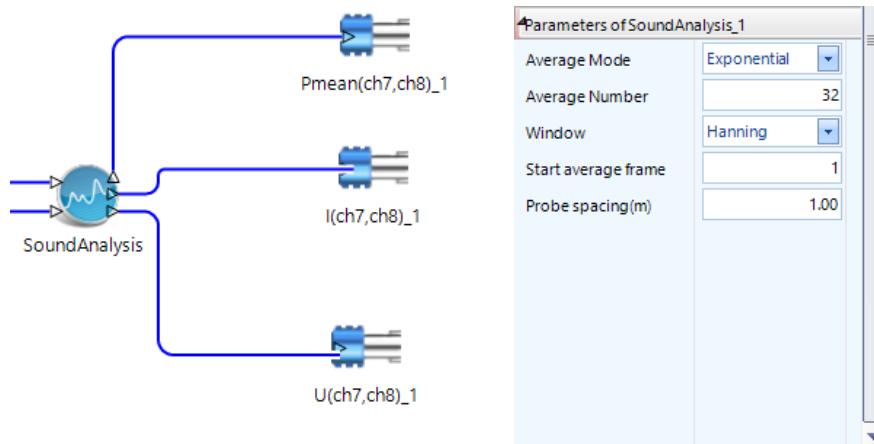 Pmean(ch7,ch8)_1
I(ch7,ch8)_1
SoundAnalysis
U(ch7,ch8)_1
Parameters of SoundAnalysis_1
Average Mode Exponential
Average Number 32
Window Hanning
Start average frame 1
Probe spacing(m) 1.00